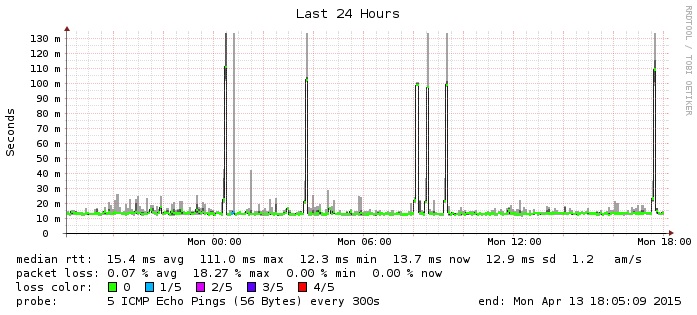 Last 24 Hours
RRDTOOL / TOBI OETIKER
Seconds
130 m
120 m
110 m
100 m
90 m
80 m
70 m
60 m
50 m
40 m
30 m
20 m
10 m
0
Mon 00:00 Mon 06:00 Mon 12:00 Mon 18:00
median rtt: 15.4 ms avg 111.0 ms max 12.3 ms min 13.7 ms now 12.9 ms sd 1.2 am/s
packet loss: 0.07 % avg 18.27 % max 0.00 % min 0.00 % now
loss color: 0 1/5 2/5 3/5 4/5
probe: 5 ICMP Echo Pings (56 Bytes) every 300s end: Mon Apr 13 18:05:09 2015